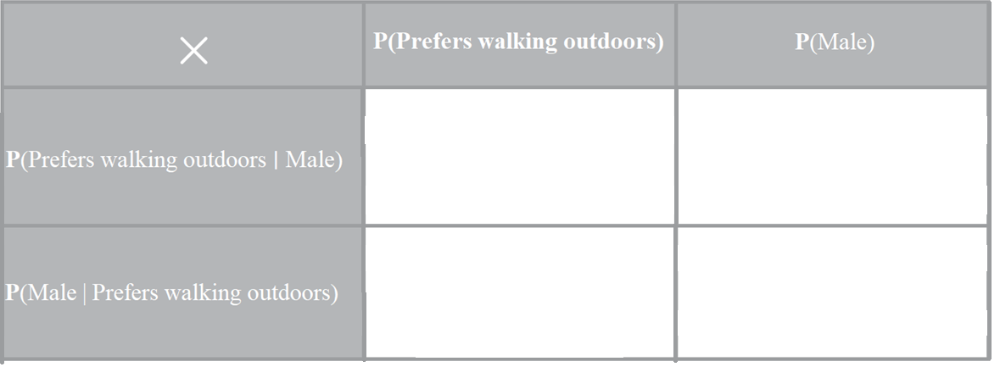 ×
P(Prefers walking outdoors)
P(Male)
P(Prefers walking outdoors | Male)
P(Male | Prefers walking outdoors)